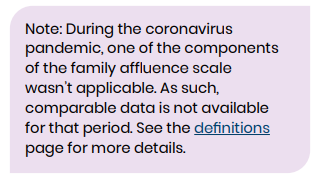 Note: During the coronavirus
pandemic, one of the components
of the family affluence scale
wasn't applicable. As such,
comparable data is not available
for that period. See the definitions
page for more details.